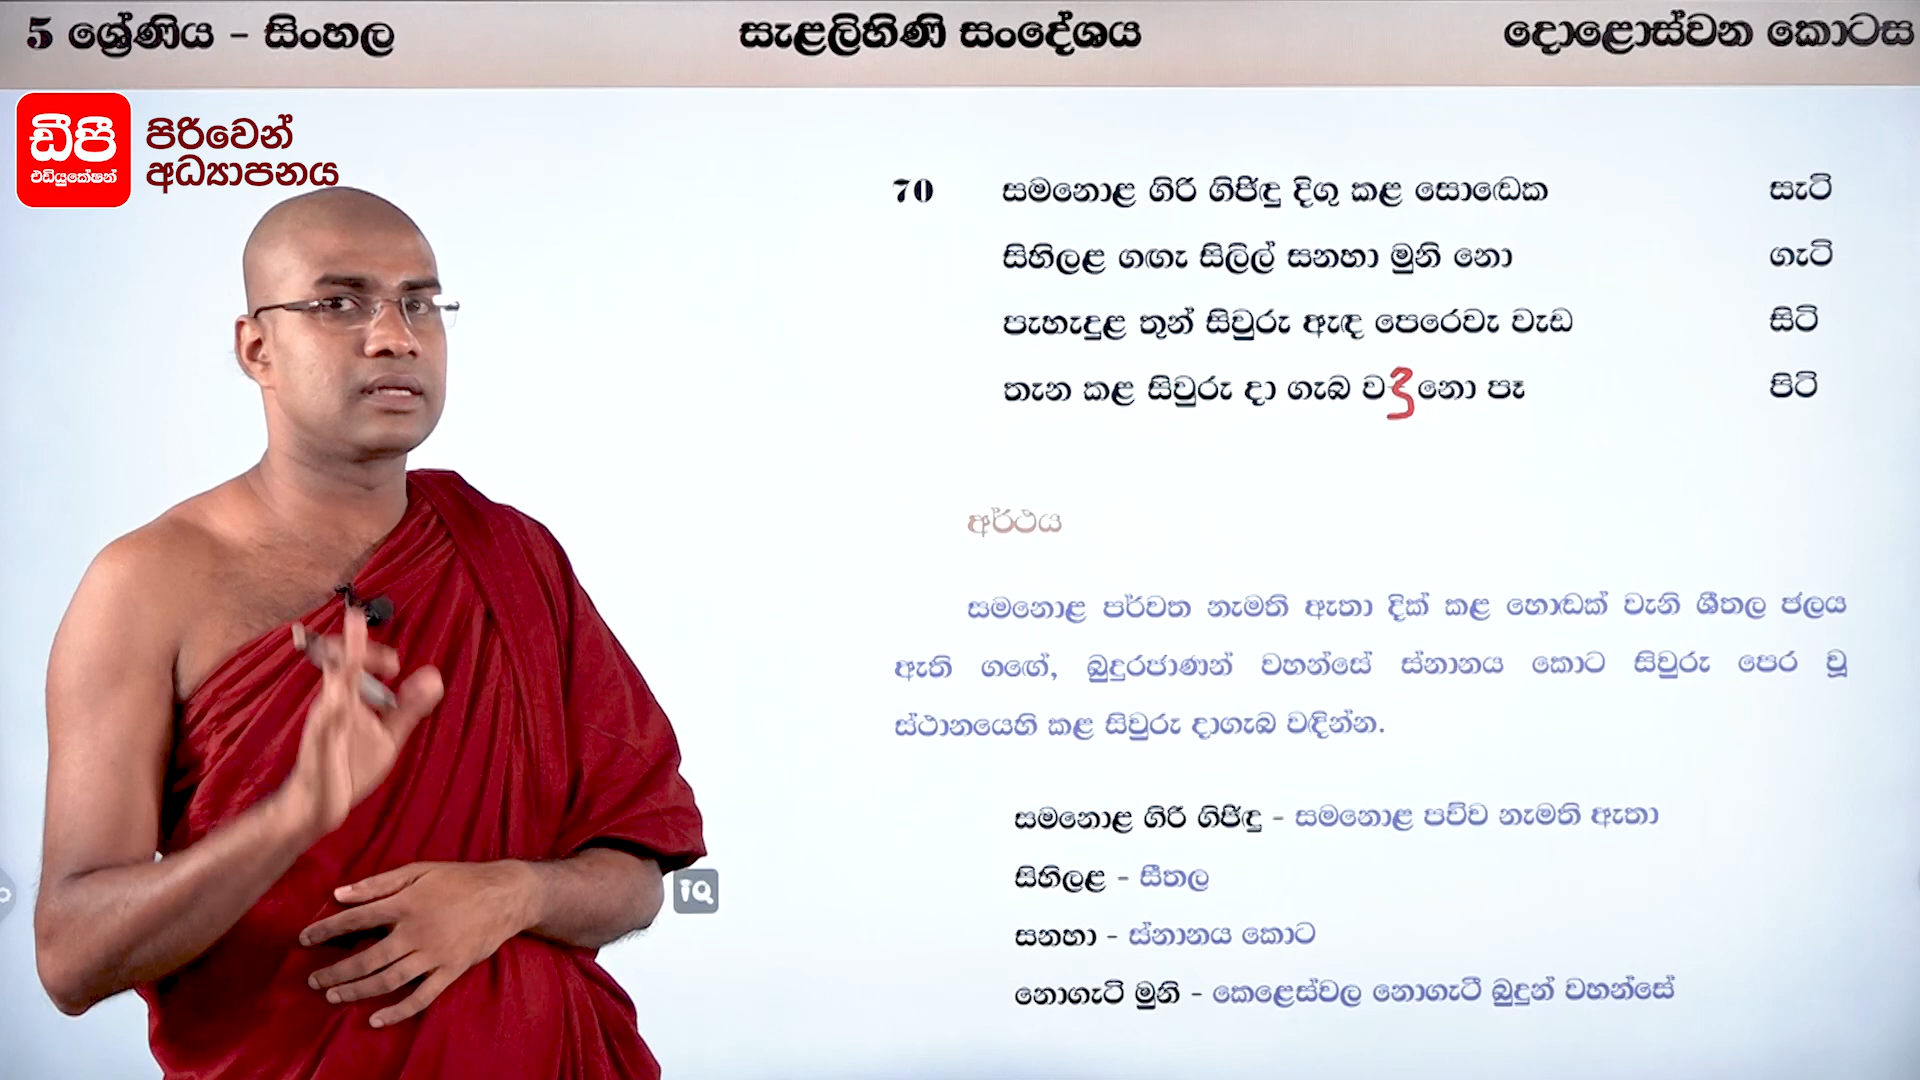 5 ශ්‍රේණිය - සිංහල සැළලිහිණි සංදේශය දොළොස්වන කොටස
ඩීපී
එඩියුකේෂන්
පිරිවෙන්
අධ්‍යාපනය
70 සමනොළ ගිරි ගිජිඳු දිගු කළ සොඬෙක සැටි
සිහිලළ ගඟැ සිලිල් සනහා මුනි නො ගැටි
පැහැදුළ තුන් සිවුරු ඇඳ පෙරෙවැ වැඩ සිටි
තැන කළ සිවුරු දා ගැබ වඳු නො පෑ පිටි
අර්ථය
සමනොළ පර්වත නැමති ඇතා දික් කළ හොඬක් වැනි ශීතල ජලය
ඇති ගඟේ, බුදුරජාණන් වහන්සේ ස්නානය කොට සිවුරු පෙර වූ
ස්ථානයෙහි කළ සිවුරු දාගැබ වඳින්න.
සමනොළ ගිරි ගිජිඳු - සමනොළ පව්ව නැමති ඇතා
සිහිලළ - සීතල
සනහා - ස්නානය කොට
නොගැටි මුනි - කෙළෙස්වල නොගැටී බුදුන් වහන්සේ
IQ